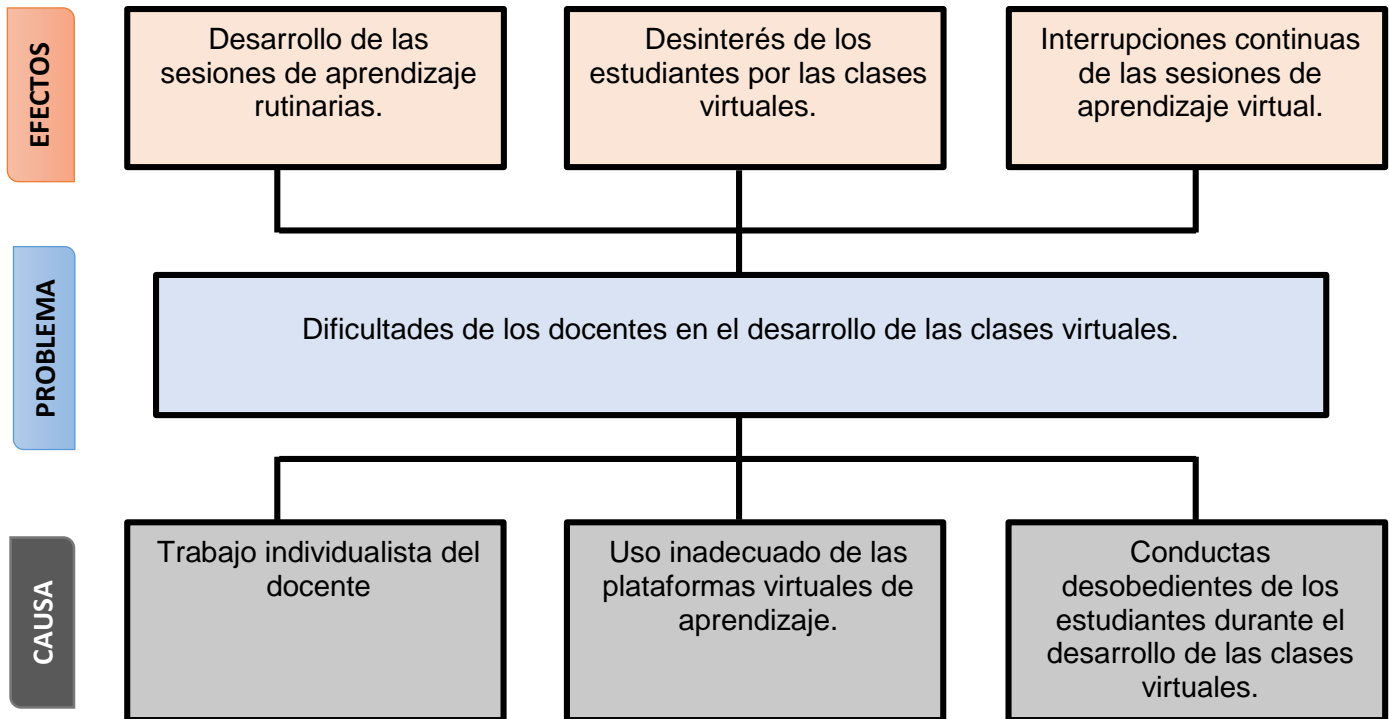 EFECTOS
Desarrollo de las
sesiones de aprendizaje
rutinarias.
Desinterés de los
estudiantes por las clases
virtuales.
Interrupciones continuas
de las sesiones de
aprendizaje virtual.
PROBLEMA
Dificultades de los docentes en el desarrollo de las clases virtuales.
CAUSA
Trabajo individualista del
docente
Uso inadecuado de las
plataformas virtuales de
aprendizaje.
Conductas
desobedientes de los
estudiantes durante el
desarrollo de las clases
virtuales.